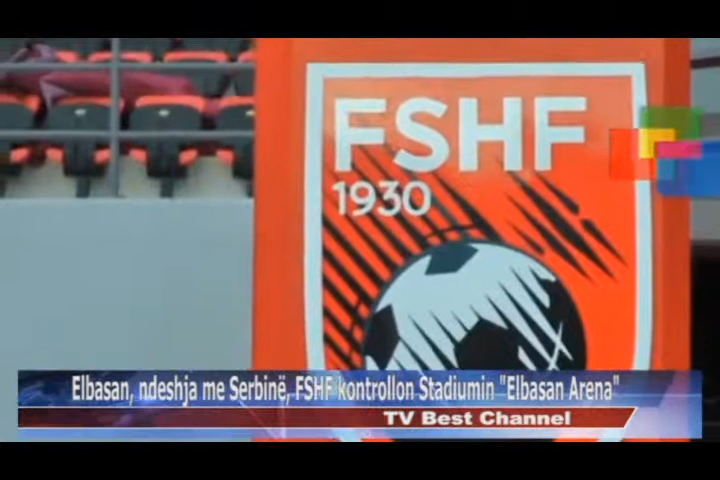 FSHF
1930
Elbasan, ndeshja me Serbinë, FSHF kontrollon Stadiumin "Elbasan Arena"
TV Best Channel